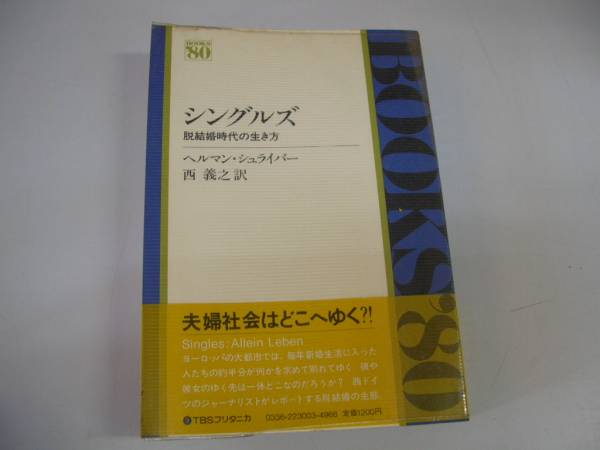 BOOKS
'80
シングルズ
脱結婚時代の生き方
ヘルマン・シュライバー
西 義之訳
BOOKS'80
夫婦社会はどこへゆく?!
Singles: Allein Leben
ヨーロッパの大都市では、毎年新婚生活に入った
人たちの約半分が何かを求めて別れてゆく 彼や
彼女のゆく先は一体どこなのだろうか? 西ドイ
ツのジャーナリストがレポートする脱結婚の生態
TBSブリタニカ 0336-223003-4966 定価1200円